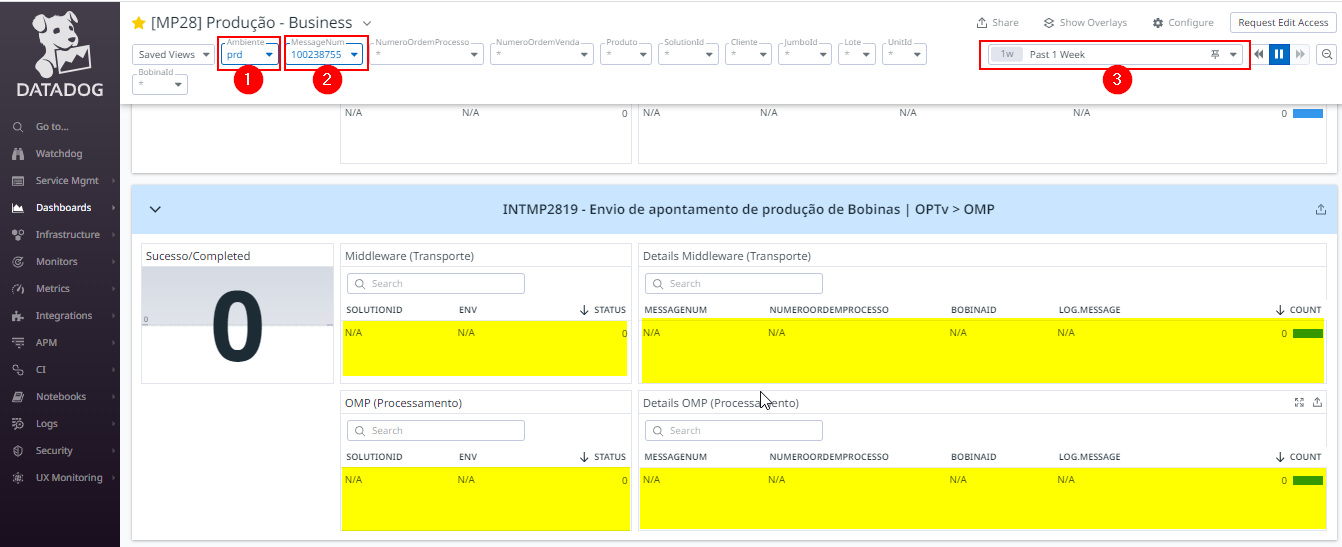 DATADOG
Go to...
Watchdog
Service Mgmt
Dashboards
Infrastructure
Monitors
Metrics
Integrations
APM
CI
Notebooks
Logs
Security
UX Monitoring
[MP28] Produção - Business
Share Show Overlays Configure Request Edit Access
Saved Views
Ambiente
prd
MessageNum
100238755
NumeroOrdemProcesso
*
NumeroOrdemVenda
*
Produto
*
SolutionId
*
Cliente
*
JumboId
*
Lote
*
UnitId
*
1w Past 1 Week
BobinaId
*
1 2 3
N/A N/A 0 N/A N/A N/A N/A 0
INTMP2819 - Envio de apontamento de produção de Bobinas | OPTv > OMP
Sucesso/Completed
0
0
Middleware (Transporte)
Search
SOLUTIONID ENV STATUS
N/A N/A 0
Details Middleware (Transporte)
Search
MESSAGENUM NUMEROORDEMPROCESSO BOBINAID LOG.MESSAGE COUNT
N/A N/A N/A N/A 0
OMP (Processamento)
Search
SOLUTIONID ENV STATUS
N/A N/A 0
Details OMP (Processamento)
Search
MESSAGENUM NUMEROORDEMPROCESSO BOBINAID LOG.MESSAGE COUNT
N/A N/A N/A N/A 0